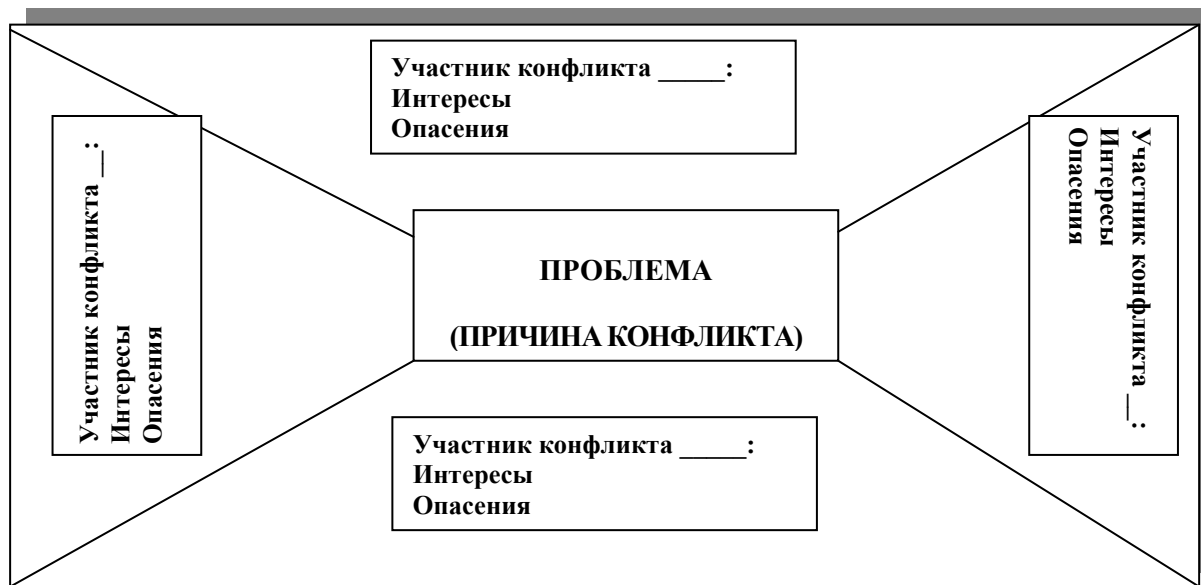 Участник конфликта _____:
Интересы
Опасения
Участник конфликта __:
Интересы
Опасения
ПРОБЛЕМА
(ПРИЧИНА КОНФЛИКТА)
Участник конфликта __:
Интересы
Опасения
Участник конфликта _____:
Интересы
Опасения